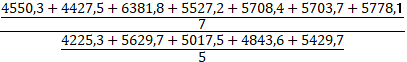 4550,3 + 4427,5 + 6381,8 + 5527,2 + 5708,4 + 5703,7 + 5778,1
7
4225,3 + 5629,7 + 5017,5 + 4843,6 + 5429,7
5